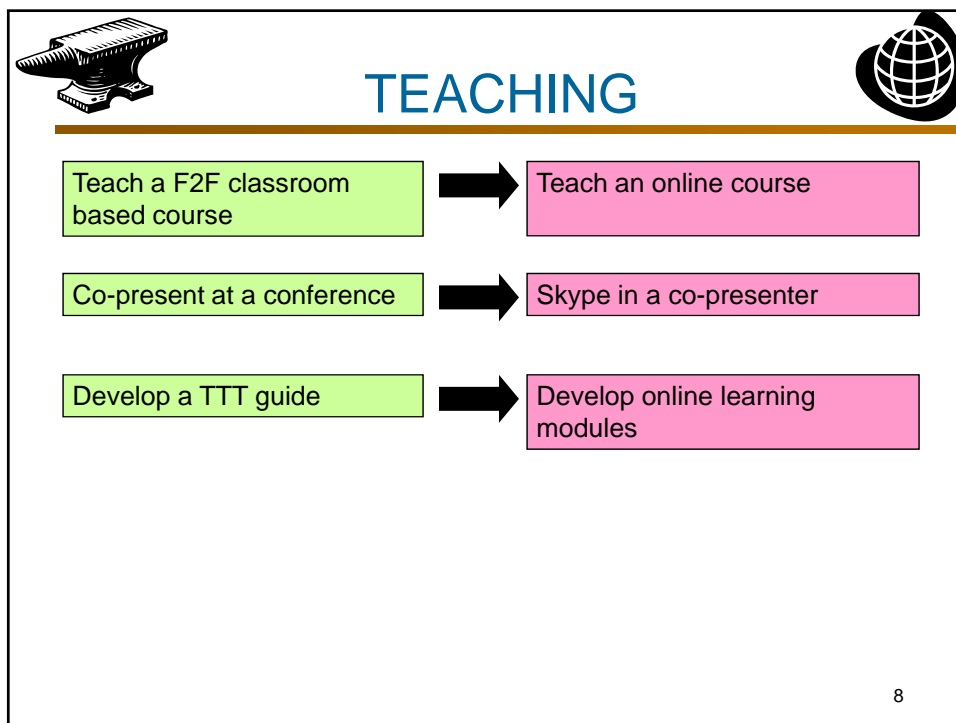 TEACHING
Teach a F2F classroom
based course
Teach an online course
Co-present at a conference
Skype in a co-presenter
Develop a TTT guide
Develop online learning
modules
8